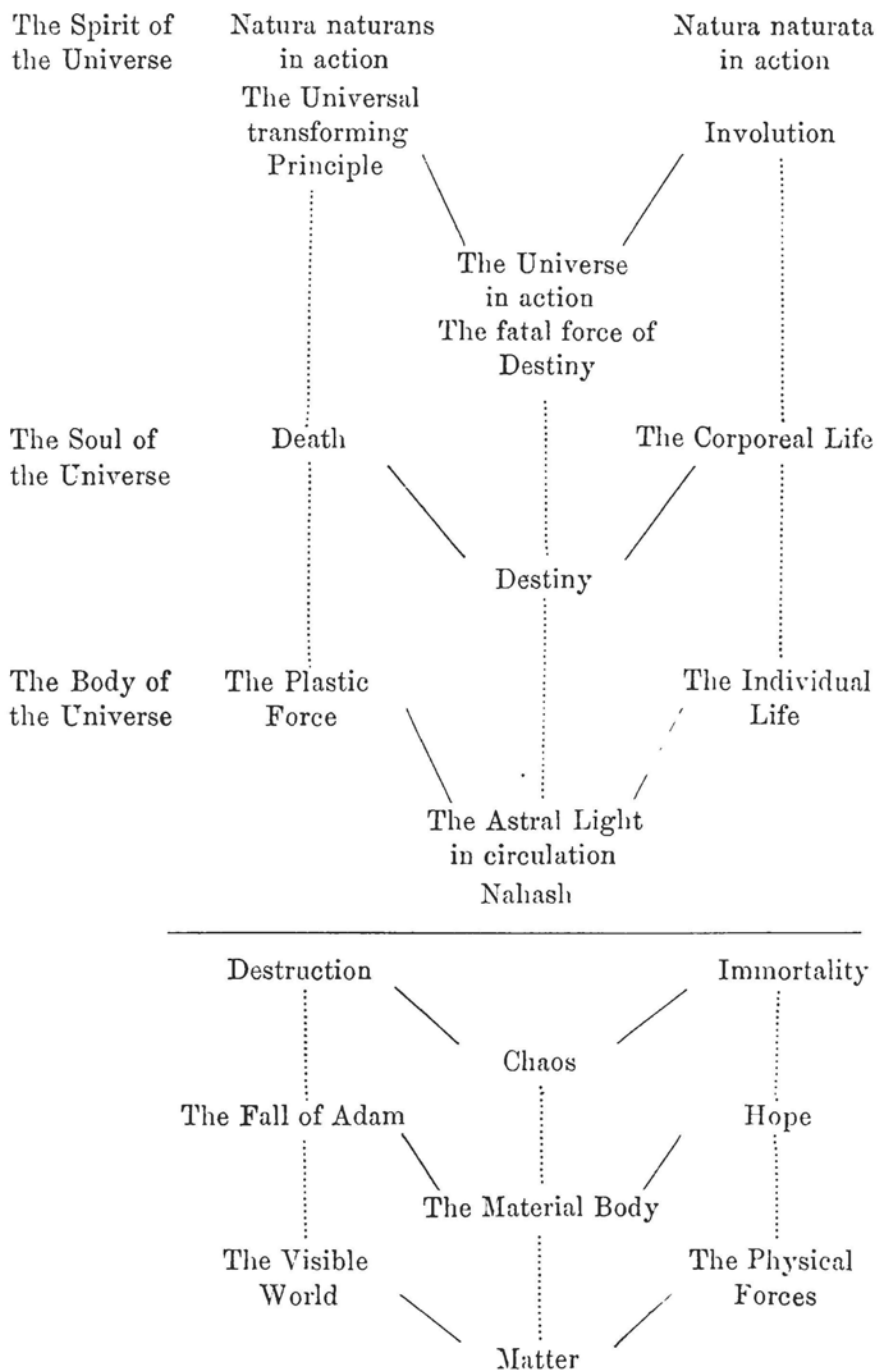 The Spirit of
the Universe
Natura naturans
in action
The Universal
transforming
Principle
Natura naturata
in action
Involution
The Universe
in action
The fatal force of
Destiny
The Soul of
the Universe
Death
The Corporeal Life
Destiny
The Body of
the Universe
The Plastic
Force
The Individual
Life
The Astral Light
in circulation
Nahash
Destruction
Immortality
Chaos
The Fall of Adam
Hope
The Material Body
The Visible
World
The Physical
Forces
Matter